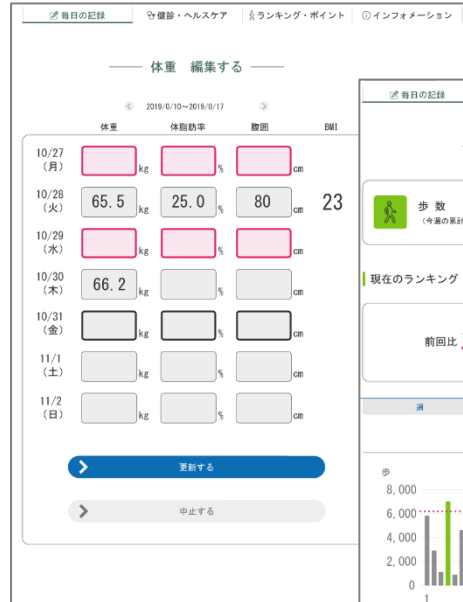 毎日の記録 健診・ヘルスケア ランキング・ポイント インフォメーション
体重 編集する
2019/0/10~2019/0/17
体重 体脂肪率 腹囲 BMI
10/27
(月) kg % cm
10/28
(火) 65.5 kg 25.0 % 80 cm 23
10/29
(水) kg % cm
10/30
(木) 66.2 kg % cm
10/31
(金) kg % cm
11/1
(土) kg % cm
11/2
(日) kg % cm
更新する
中止する
毎日の記録
歩 数
(今週の累計
現在のランキング
前回比
週
歩
8,000
6,000
4,000
2,000
0
1